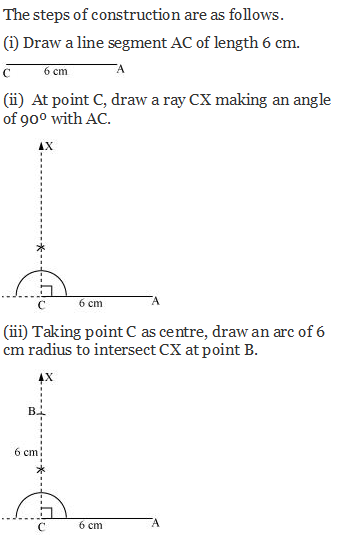 The steps of construction are as follows.
(i) Draw a line segment AC of length 6 cm.
C 6 cm A
(ii) At point C, draw a ray CX making an angle
of 90º with AC.
X
C 6 cm A
(iii) Taking point C as centre, draw an arc of 6
cm radius to intersect CX at point B.
X
B
6 cm
C 6 cm A